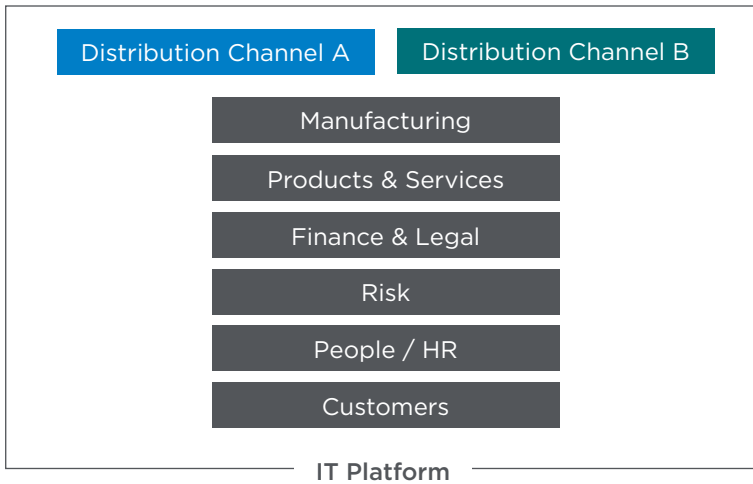 Distribution Channel A
Distribution Channel B
Manufacturing
Products & Services
Finance & Legal
Risk
People / HR
Customers
IT Platform